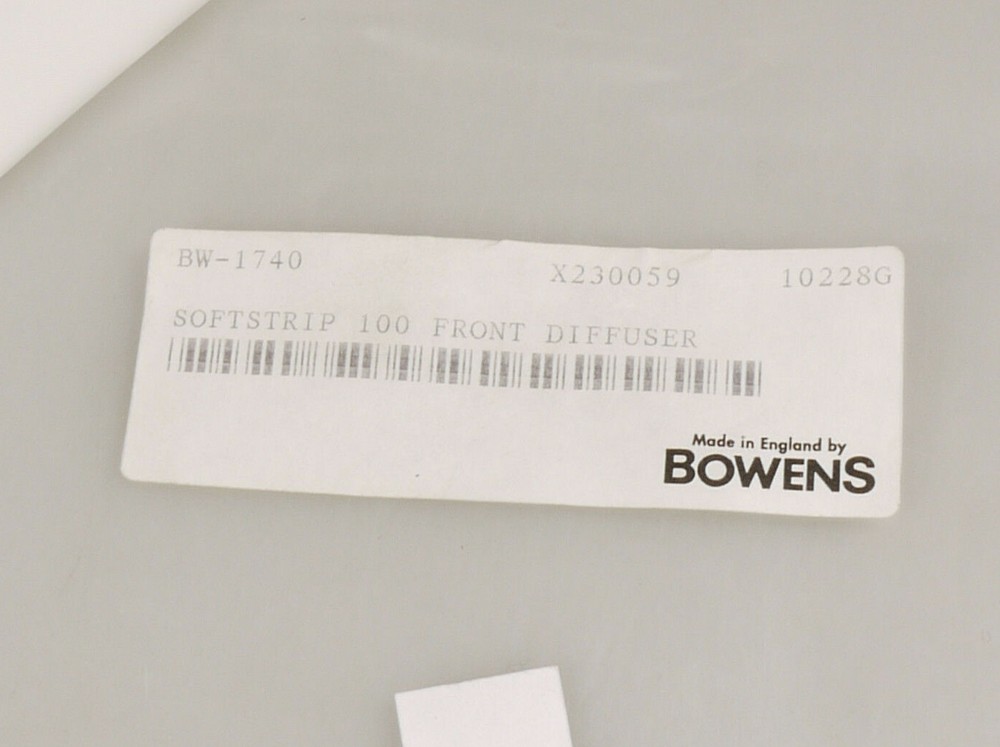 BW-1740 X230059 10228G
SOFTSTRIP 100 FRONT DIFFUSER
Made in England by
BOWENS